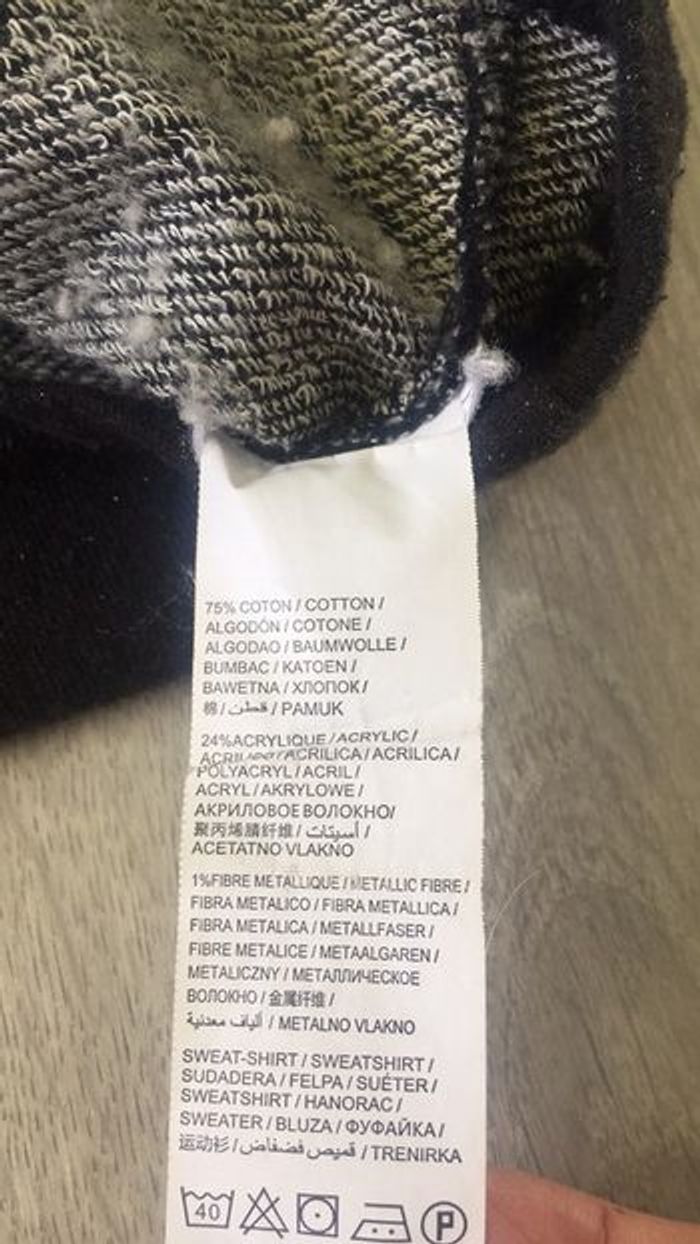 75% COTON / COTTON /
ALGODÓN / COTONE /
ALGODAO / BAUMWOLLE /
BUMBAC / KATOEN /
BAWETNA / ХЛОПОК /
棉 / قطن / PAMUK
24%ACRYLIQUE / ACRYLIC /
ACRILICA / ACRILICA /
POLYACRYL / ACRIL /
ACRYL / AKRYLOWE /
АКРИЛОВОЕ ВОЛОКНО/
聚丙烯腈纤维 / أسيتات /
ACETATNO VLAKNO
1%FIBRE METALLIQUE / METALLIC FIBRE /
FIBRA METALICO / FIBRA METALLICA /
FIBRA METALICA / METALLFASER /
FIBRE METALICE / METAALGAREN /
METALICZNY / МЕТАЛЛИЧЕСКОЕ
ВОЛОКНО / 金属纤维 /
ألياف معدنية / METALNO VLAKNO
SWEAT-SHIRT / SWEATSHIRT /
SUDADERA / FELPA / SUÉTER /
SWEATSHIRT / HANORAC /
SWEATER / BLUZA / ФУФАЙКА /
运动衫 / قميص فضفاض / TRENIRKA
40 P